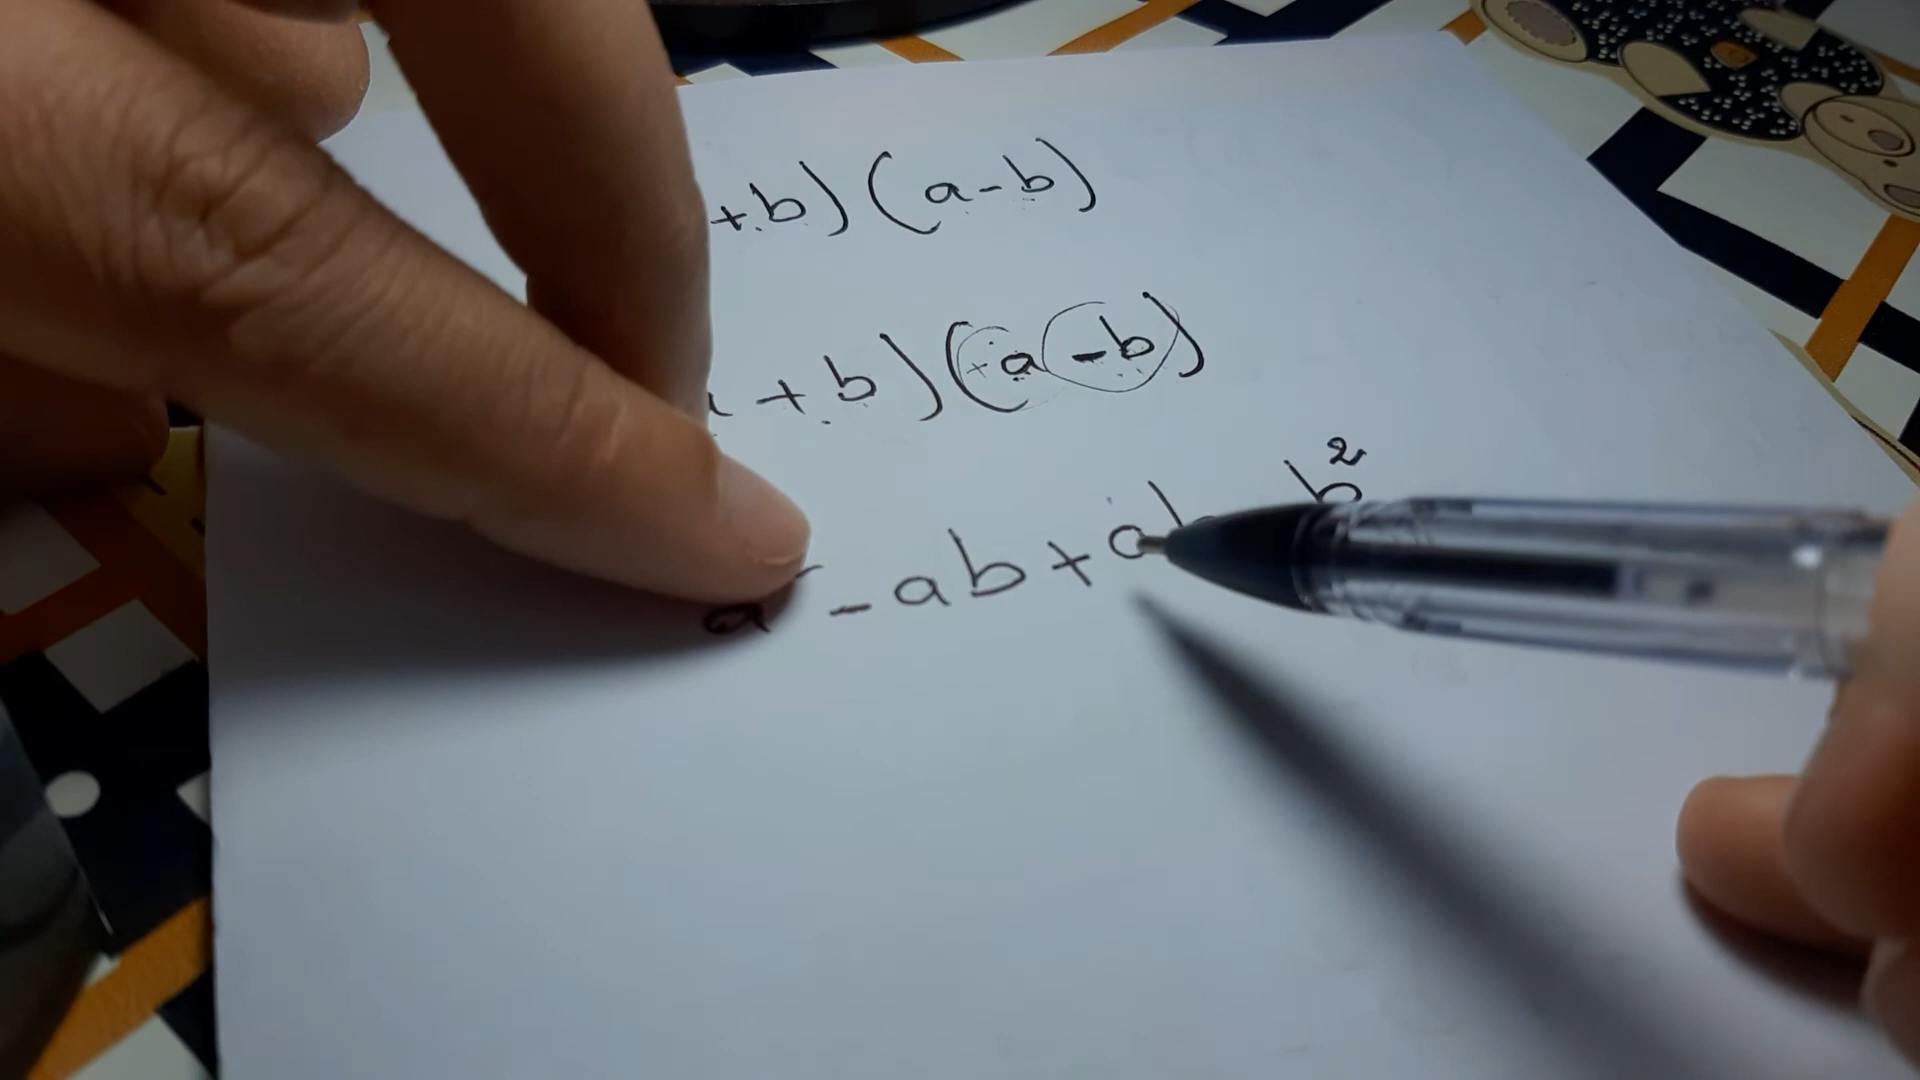 +b) (a-b)
+ b) (+a -b)
a - ab + a b²